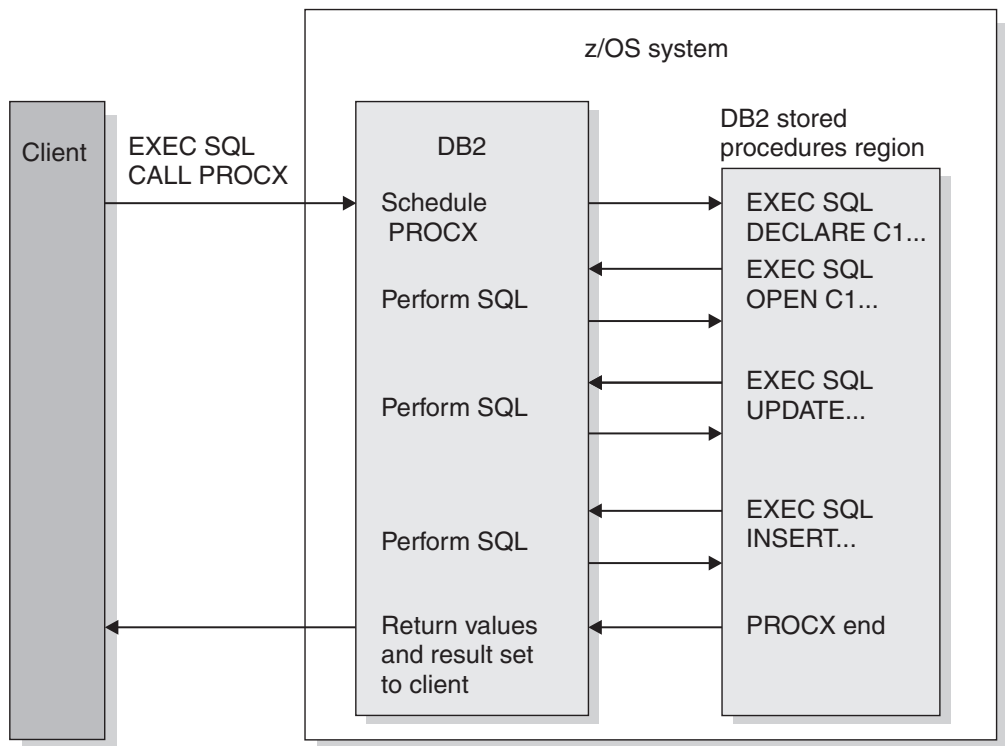 z/OS system
Client
EXEC SQL
CALL PROCX
DB2
Schedule
PROCX
Perform SQL
Perform SQL
Perform SQL
Return values
and result set
to client
DB2 stored
procedures region
EXEC SQL
DECLARE C1...
EXEC SQL
OPEN C1...
EXEC SQL
UPDATE...
EXEC SQL
INSERT...
PROCX end